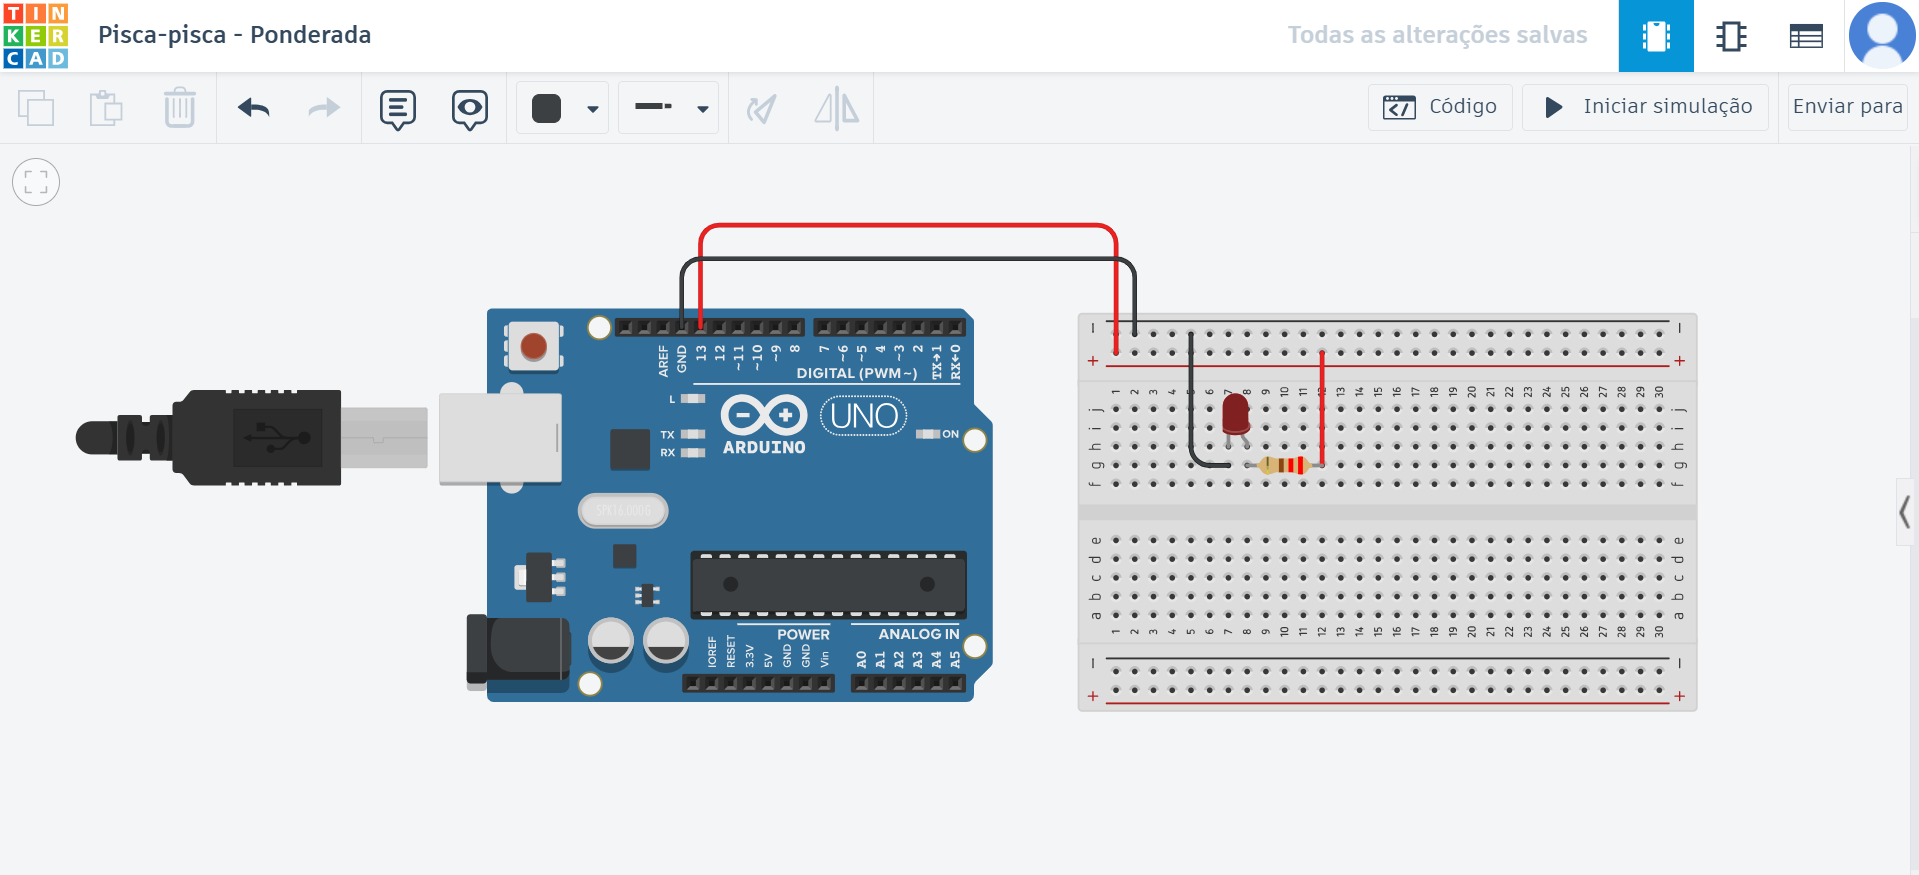 TIN
KER
CAD
Pisca-pisca - Ponderada
Todas as alterações salvas
Código
Iniciar simulação
Enviar para
AREF
GND
13
12
~11
~10
~9
8
7
~6
~5
4
~3
2
TX→1
RX←0
DIGITAL (PWM~)
L
TX
RX
ARDUINO
UNO
ON
SPK16.000G
POWER
ANALOG IN
IOREF
RESET
3.3V
5V
GND
GND
Vin
A0
A1
A2
A3
A4
A5
- -
+ +
1 2 3 4 5 6 7 8 9 10 11 12 13 14 15 16 17 18 19 20 21 22 23 24 25 26 27 28 29 30
j j
i i
h h
g g
f f
e e
d d
c c
b b
a a
1 2 3 4 5 6 7 8 9 10 11 12 13 14 15 16 17 18 19 20 21 22 23 24 25 26 27 28 29 30
- -
+ +